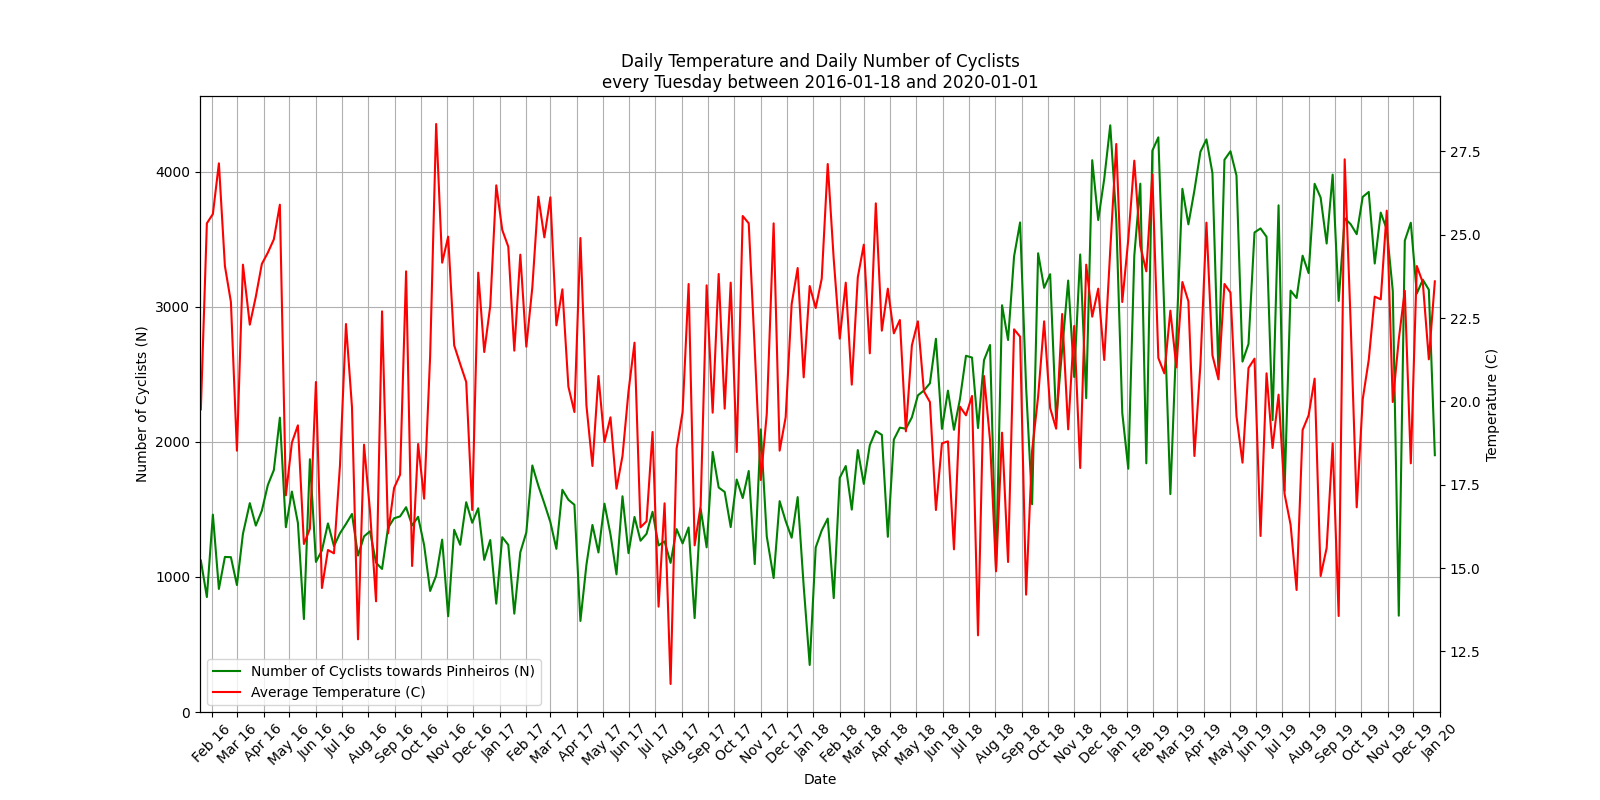 Daily Temperature and Daily Number of Cyclists
every Tuesday between 2016-01-18 and 2020-01-01
Number of Cyclists (N)
4000
3000
2000
1000
0
27.5
25.0
22.5
20.0
17.5
15.0
12.5
Temperature (C)
Number of Cyclists towards Pinheiros (N)
Average Temperature (C)
Feb 16
Mar 16
Apr 16
May 16
Jun 16
Jul 16
Aug 16
Sep 16
Oct 16
Nov 16
Dec 16
Jan 17
Feb 17
Mar 17
Apr 17
May 17
Jun 17
Jul 17
Aug 17
Sep 17
Oct 17
Nov 17
Dec 17
Jan 18
Feb 18
Mar 18
Apr 18
May 18
Jun 18
Jul 18
Aug 18
Sep 18
Oct 18
Nov 18
Dec 18
Jan 19
Feb 19
Mar 19
Apr 19
May 19
Jun 19
Jul 19
Aug 19
Sep 19
Oct 19
Nov 19
Dec 19
Jan 20
Date